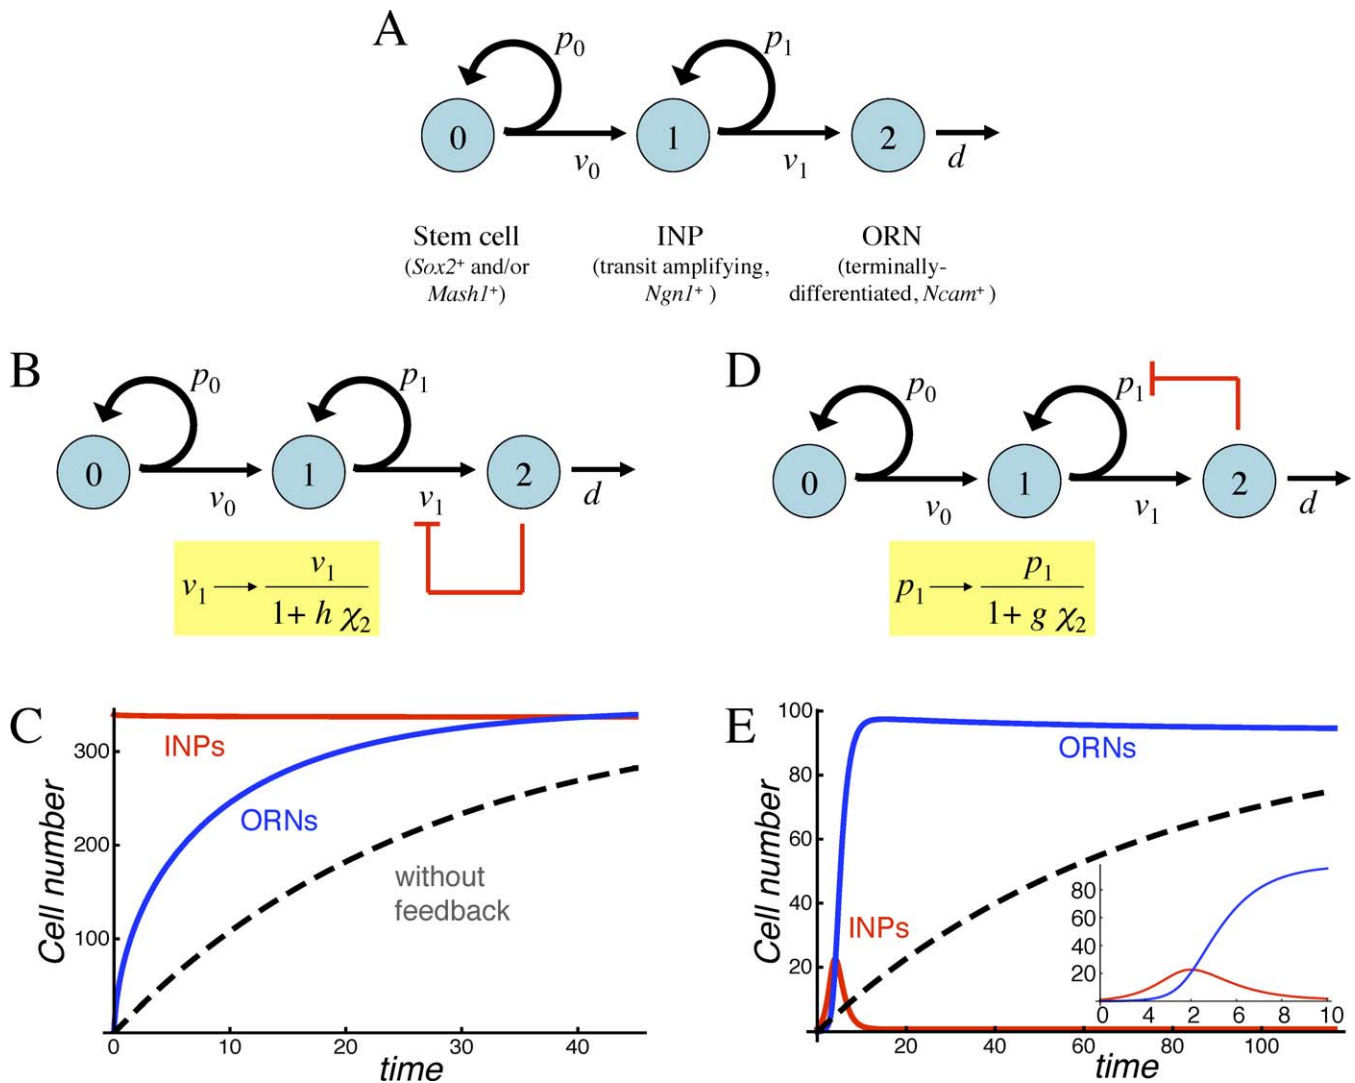 A
p0
p1
0
1
2
v0
v1
d
Stem cell
INP
ORN
(Sox2+ and/or
Mash1+)
(transit amplifying,
Ngn1+ )
(terminally-
differentiated, Ncam+)
B
p0
p1
0
1
2
v0
v1
d
v1 → v1
1+ h χ2
D
p0
p1
0
1
2
v0
v1
d
p1 → p1
1+ g χ2
C
Cell number
300
200
100
INPs
ORNs
without
feedback
0
10
20
30
40
time
E
Cell number
100
80
60
40
20
ORNs
INPs
20
40
60
80
100
time
80
60
40
20
0
4
2
6
8
10